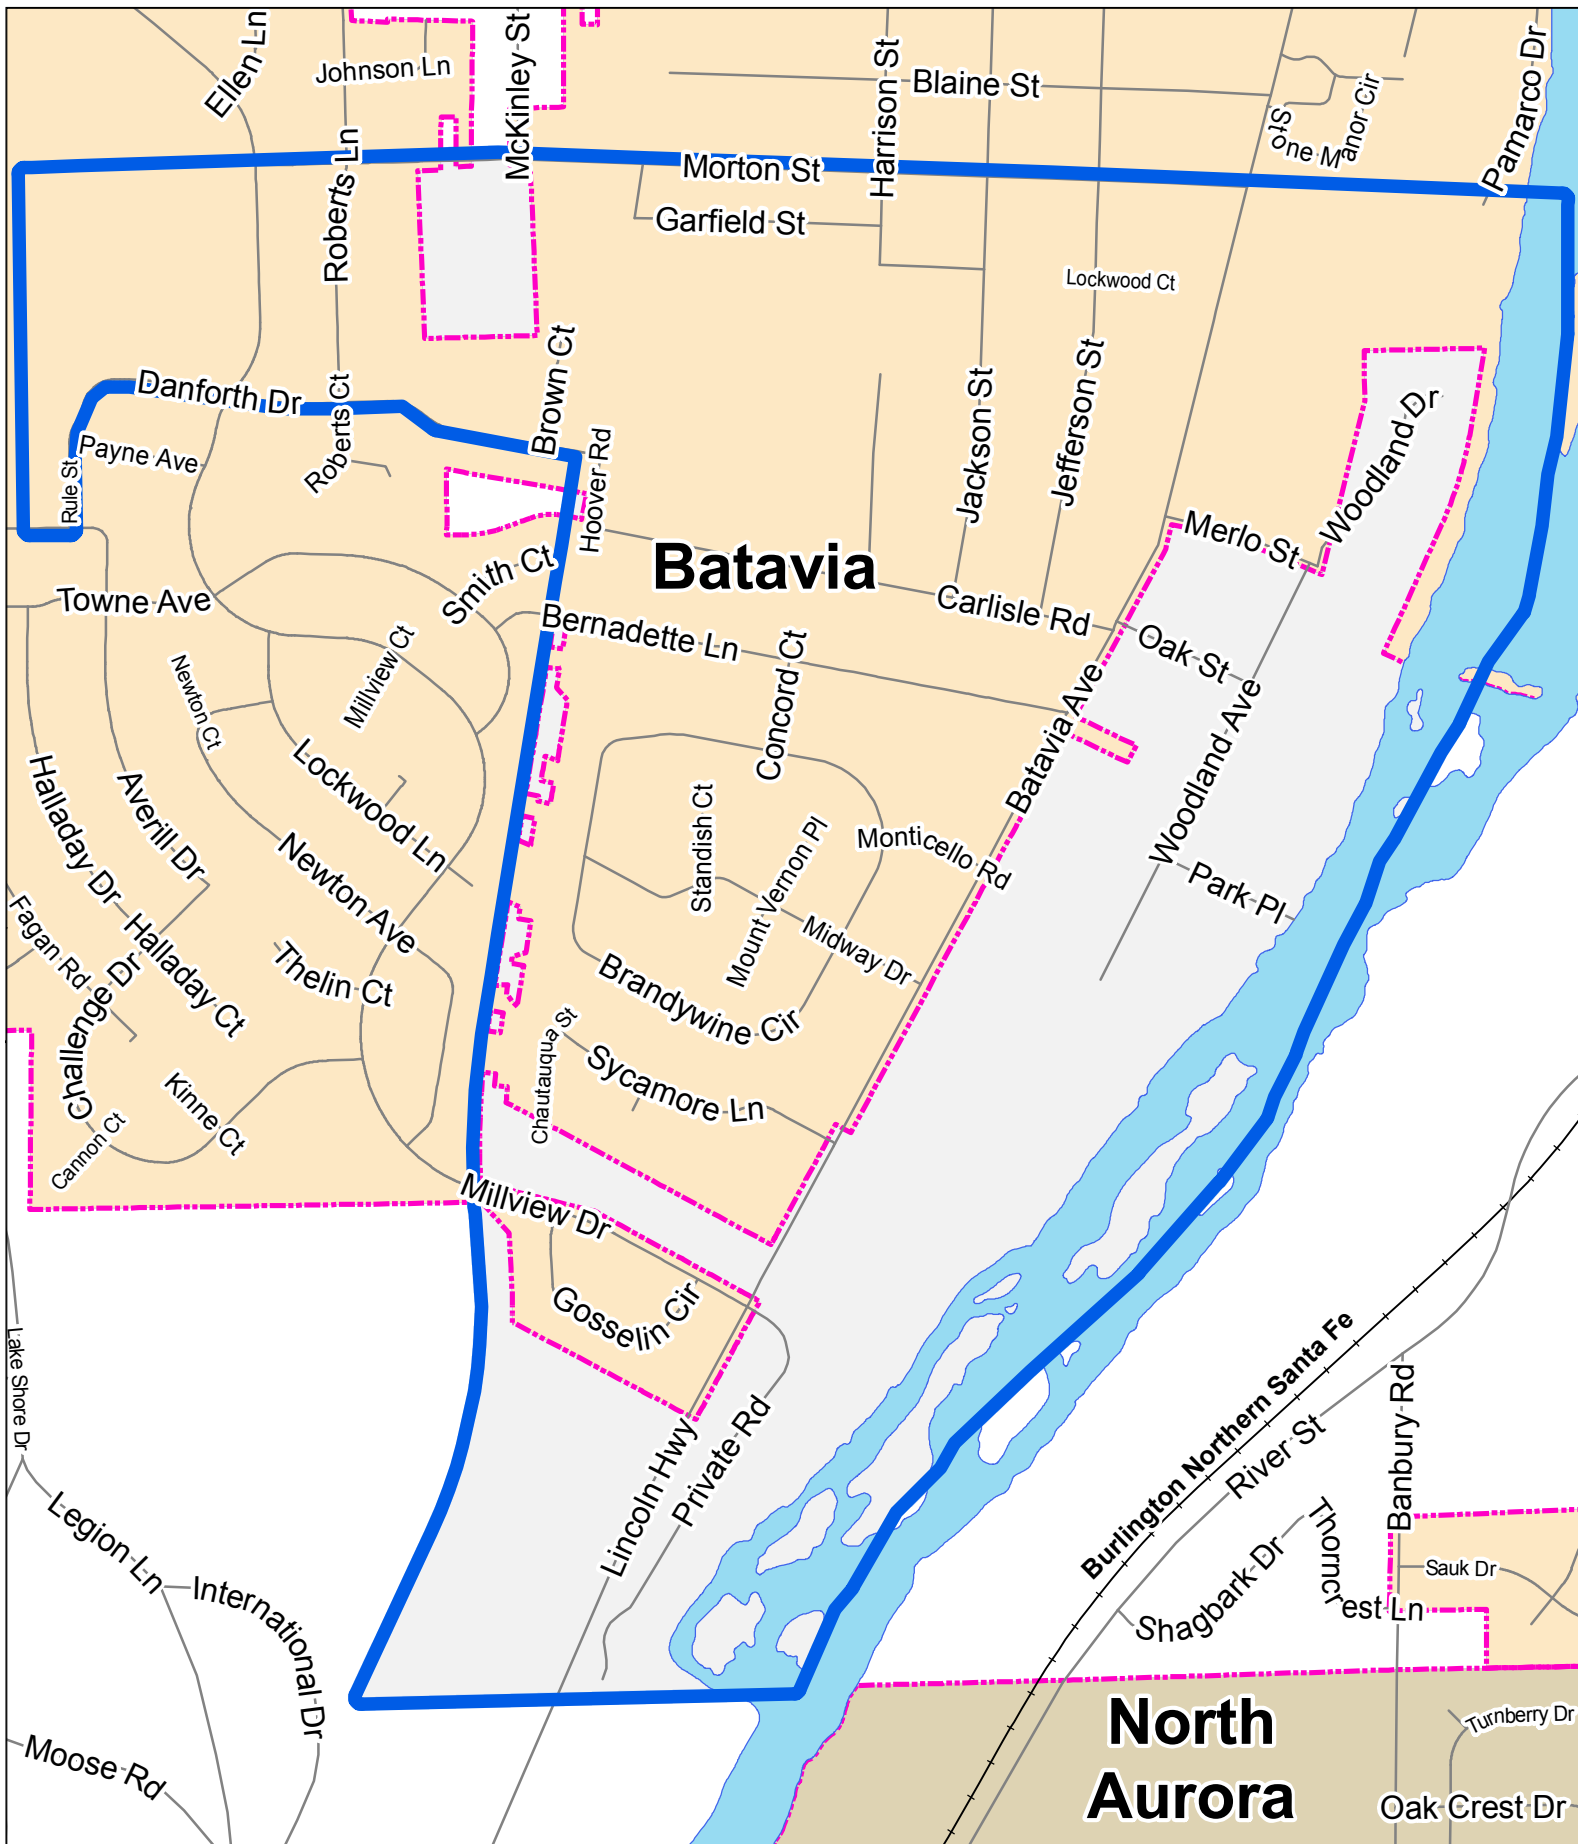 Ellen Ln
Johnson Ln
McKinley St
Harrison St
Blaine St
Stone Manor Cir
Pamarco Dr
Roberts Ln
Morton St
Garfield St
Lockwood Ct
Danforth Dr
Roberts Ct
Brown Ct
Jackson St
Jefferson St
Woodland Dr
Payne Ave
Rule St
Hoover Rd
Merlo St
Batavia
Smith Ct
Towne Ave
Bernadette Ln
Carlisle Rd
Oak St
Millview Ct
Newton Ct
Concord Ct
Batavia Ave
Woodland Ave
Halladay Dr
Averill Dr
Lockwood Ln
Standish Ct
Mount Vernon Pl
Monticello Rd
Park Pl
Newton Ave
Fagan Rd
Halladay Ct
Thelin Ct
Midway Dr
Challenge Dr
Brandywine Cir
Chautauqua St
Sycamore Ln
Kinne Ct
Cannon Ct
Millview Dr
Gosselin Cir
Lake Shore Dr
Lincoln Hwy
Private Rd
Burlington Northern Santa Fe
River St
Banbury Rd
Legion Ln
International Dr
Shagbark Dr
Thorncrest Ln
Sauk Dr
Moose Rd
North
Aurora
Turnberry Dr
Oak Crest Dr